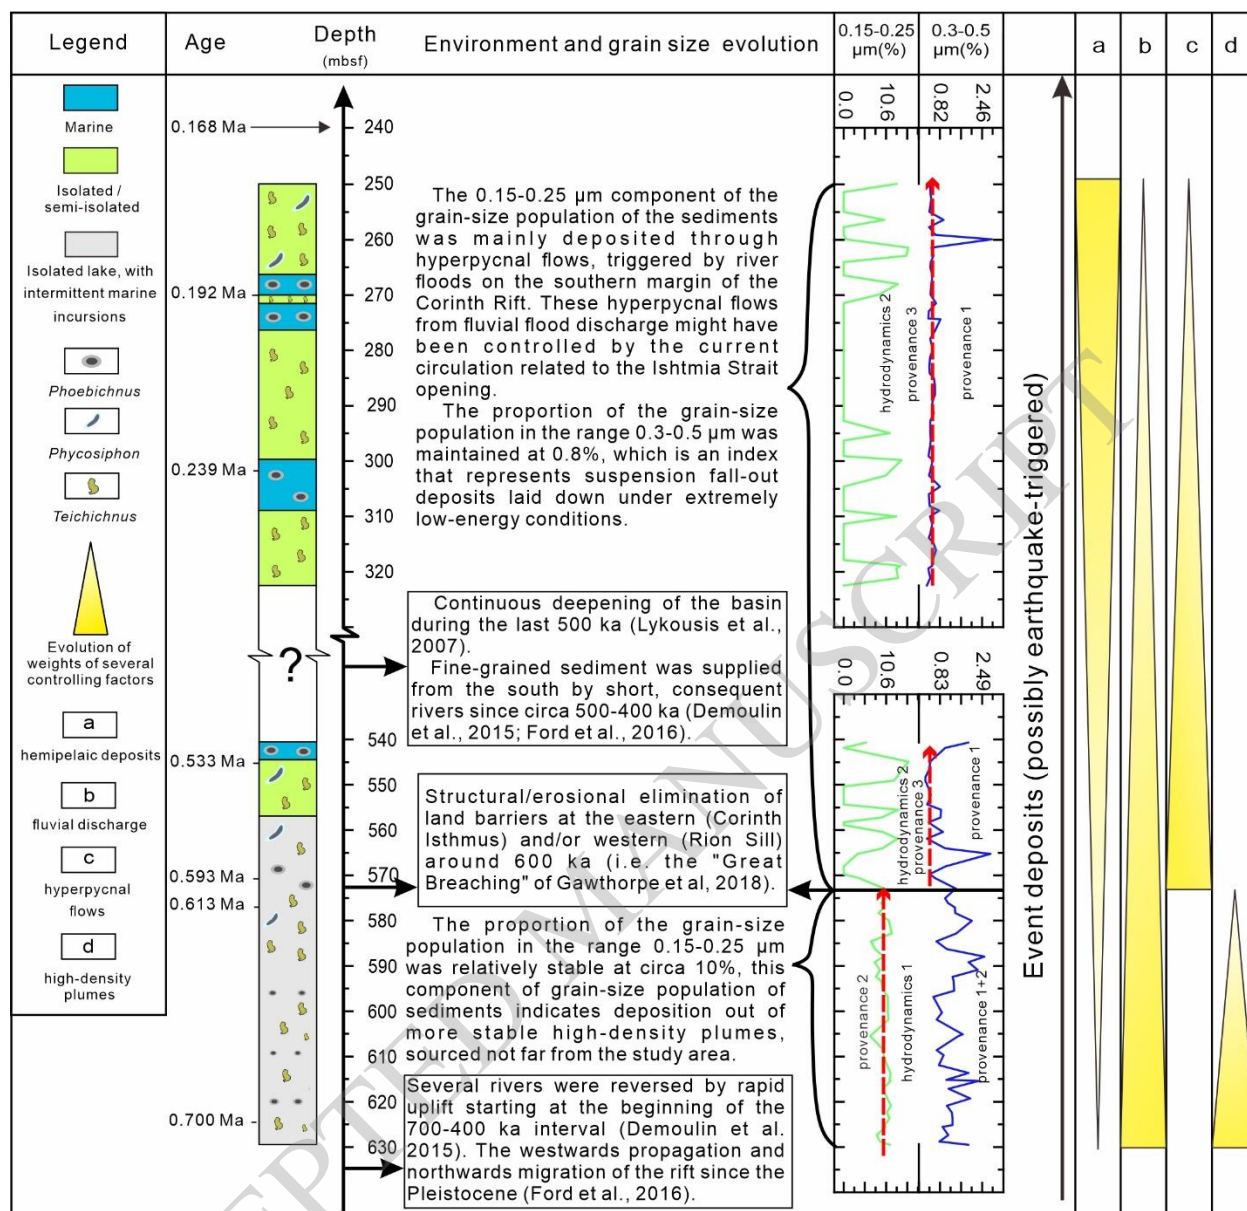 Legend
Age
Depth
(mbsf)
Environment and grain size evolution
0.15-0.25
µm(%)
0.3-0.5
µm(%)
a
b
c
d
Marine
Isolated /
semi-isolated
Isolated lake, with
intermittent marine
incursions
Phoebichnus
Phycosiphon
Teichichnus
Evolution of
weights of several
controlling factors
a
hemipelaic deposits
b
fluvial discharge
c
hyperpycnal
flows
d
high-density
plumes
0.168 Ma
0.192 Ma
0.239 Ma
0.533 Ma
0.593 Ma
0.613 Ma
0.700 Ma
?
240
250
260
270
280
290
300
310
320
540
550
560
570
580
590
600
610
620
630
The 0.15-0.25 µm component of the
grain-size population of the sediments
was mainly deposited through
hyperpycnal flows, triggered by river
floods on the southern margin of the
Corinth Rift. These hyperpycnal flows
from fluvial flood discharge might have
been controlled by the current
circulation related to the Ishtmia Strait
opening.
The proportion of the grain-size
population in the range 0.3-0.5 µm was
maintained at 0.8%, which is an index
that represents suspension fall-out
deposits laid down under extremely
low-energy conditions.
Continuous deepening of the basin
during the last 500 ka (Lykousis et al.,
2007).
Fine-grained sediment was supplied
from the south by short, consequent
rivers since circa 500-400 ka (Demoulin
et al., 2015; Ford et al., 2016).
Structural/erosional elimination of
land barriers at the eastern (Corinth
Isthmus) and/or western (Rion Sill)
around 600 ka (i.e. the "Great
Breaching" of Gawthorpe et al, 2018).
The proportion of the grain-size
population in the range 0.15-0.25 µm
was relatively stable at circa 10%, this
component of grain-size population of
sediments indicates deposition out of
more stable high-density plumes,
sourced not far from the study area.
Several rivers were reversed by rapid
uplift starting at the beginning of the
700-400 ka interval (Demoulin et al.
2015). The westwards propagation and
northwards migration of the rift since the
Pleistocene (Ford et al., 2016).
0.0
10.6
0.82
2.46
hydrodynamics 2
provenance 3
provenance 1
0.0
10.6
0.83
2.49
hydrodynamics 2
provenance 3
provenance 1
provenance 2
hydrodynamics 1
provenance 1+2
Event deposits (possibly earthquake-triggered)
EPTED MANUSCRIPT